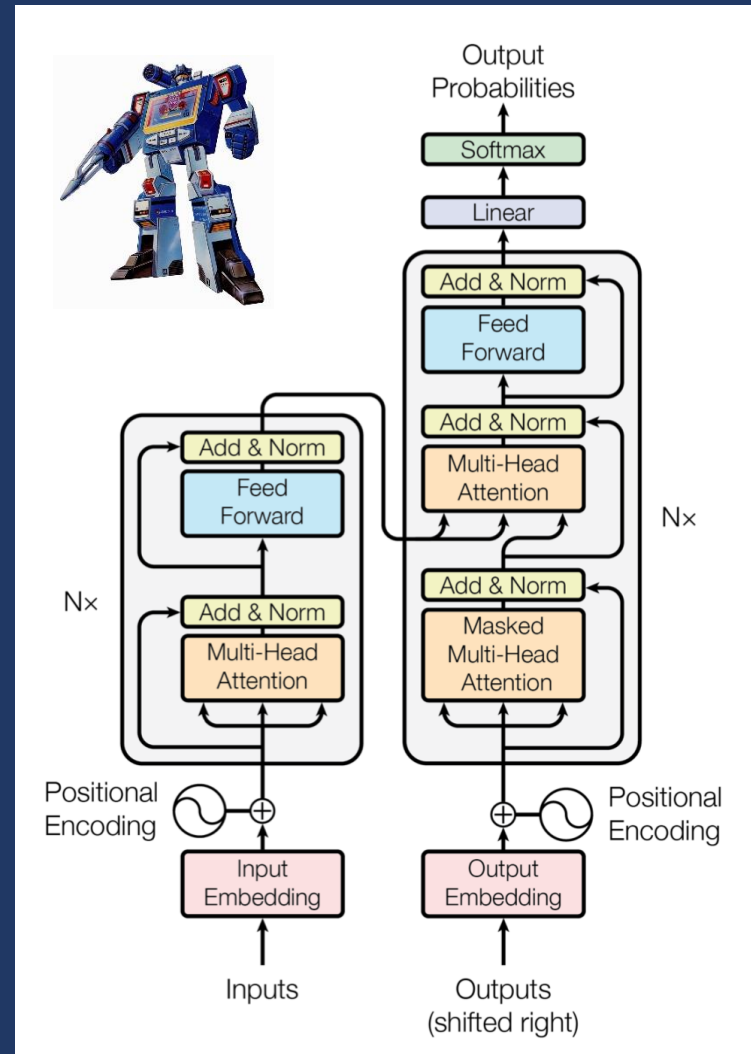 Output
Probabilities
Softmax
Linear
Add & Norm
Feed
Forward
Add & Norm
Multi-Head
Attention
Add & Norm
Masked
Multi-Head
Attention
Nx
Add & Norm
Feed
Forward
Add & Norm
Multi-Head
Attention
N×
Positional
Encoding
Positional
Encoding
Input
Embedding
Output
Embedding
Inputs
Outputs
(shifted right)